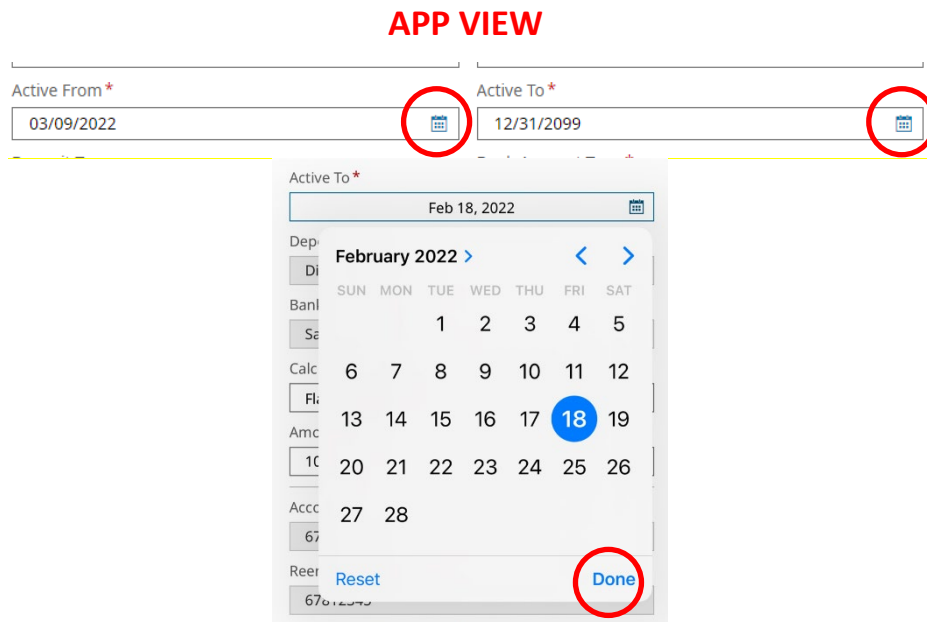 APP VIEW
Active From * Active To *
03/09/2022 12/31/2099
Active To *
Feb 18, 2022
February 2022 >
SUN MON TUE WED THU FRI SAT
1 2 3 4 5
6 7 8 9 10 11 12
13 14 15 16 17 18 19
20 21 22 23 24 25 26
27 28
Reset Done